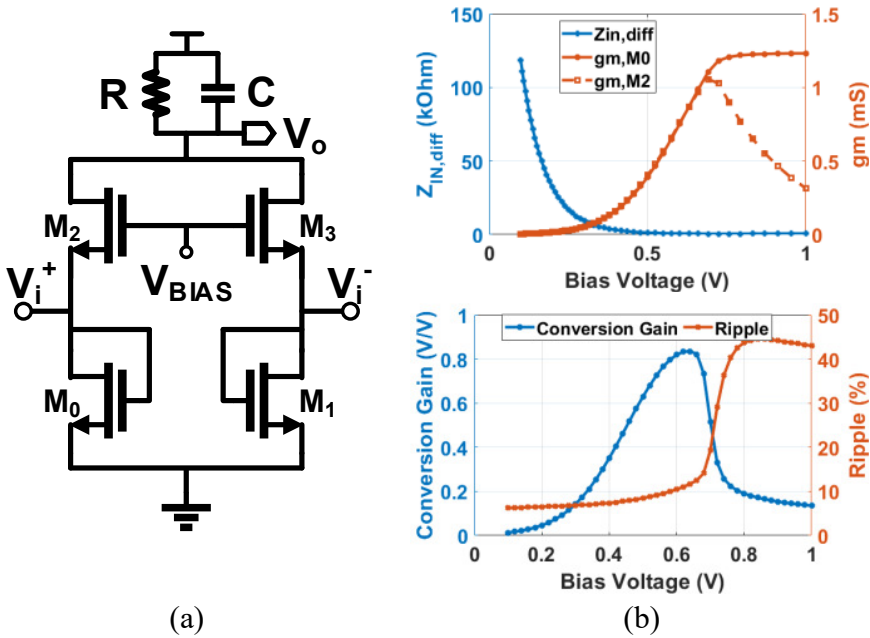 R
C
Vo
M2
M3
Vi+
VBIAS
Vi-
M0
M1
(a)
Zin,diff
gm,M0
gm,M2
ZIN,diff (kOhm)
150
100
50
0
gm (mS)
1.5
1
0.5
0
0
0.5
1
Bias Voltage (V)
Conversion Gain
Ripple
Conversion Gain (V/V)
1
0.8
0.6
0.4
0.2
0
Ripple (%)
50
40
30
20
10
0
0
0.2
0.4
0.6
0.8
1
Bias Voltage (V)
(b)